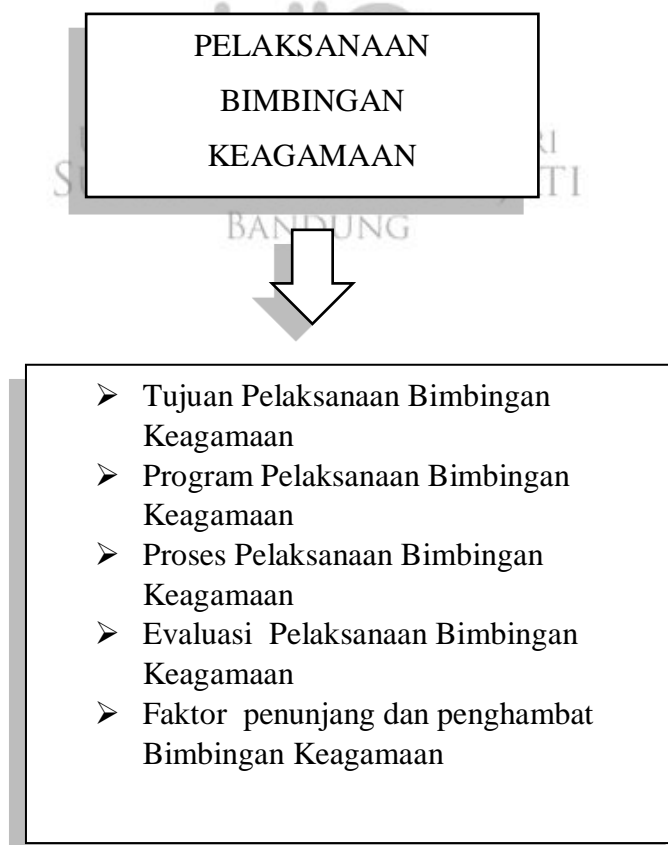 PELAKSANAAN
BIMBINGAN
KEAGAMAAN
BANDUNG
➢ Tujuan Pelaksanaan Bimbingan
Keagamaan
➢ Program Pelaksanaan Bimbingan
Keagamaan
➢ Proses Pelaksanaan Bimbingan
Keagamaan
➢ Evaluasi Pelaksanaan Bimbingan
Keagamaan
➢ Faktor penunjang dan penghambat
Bimbingan Keagamaan